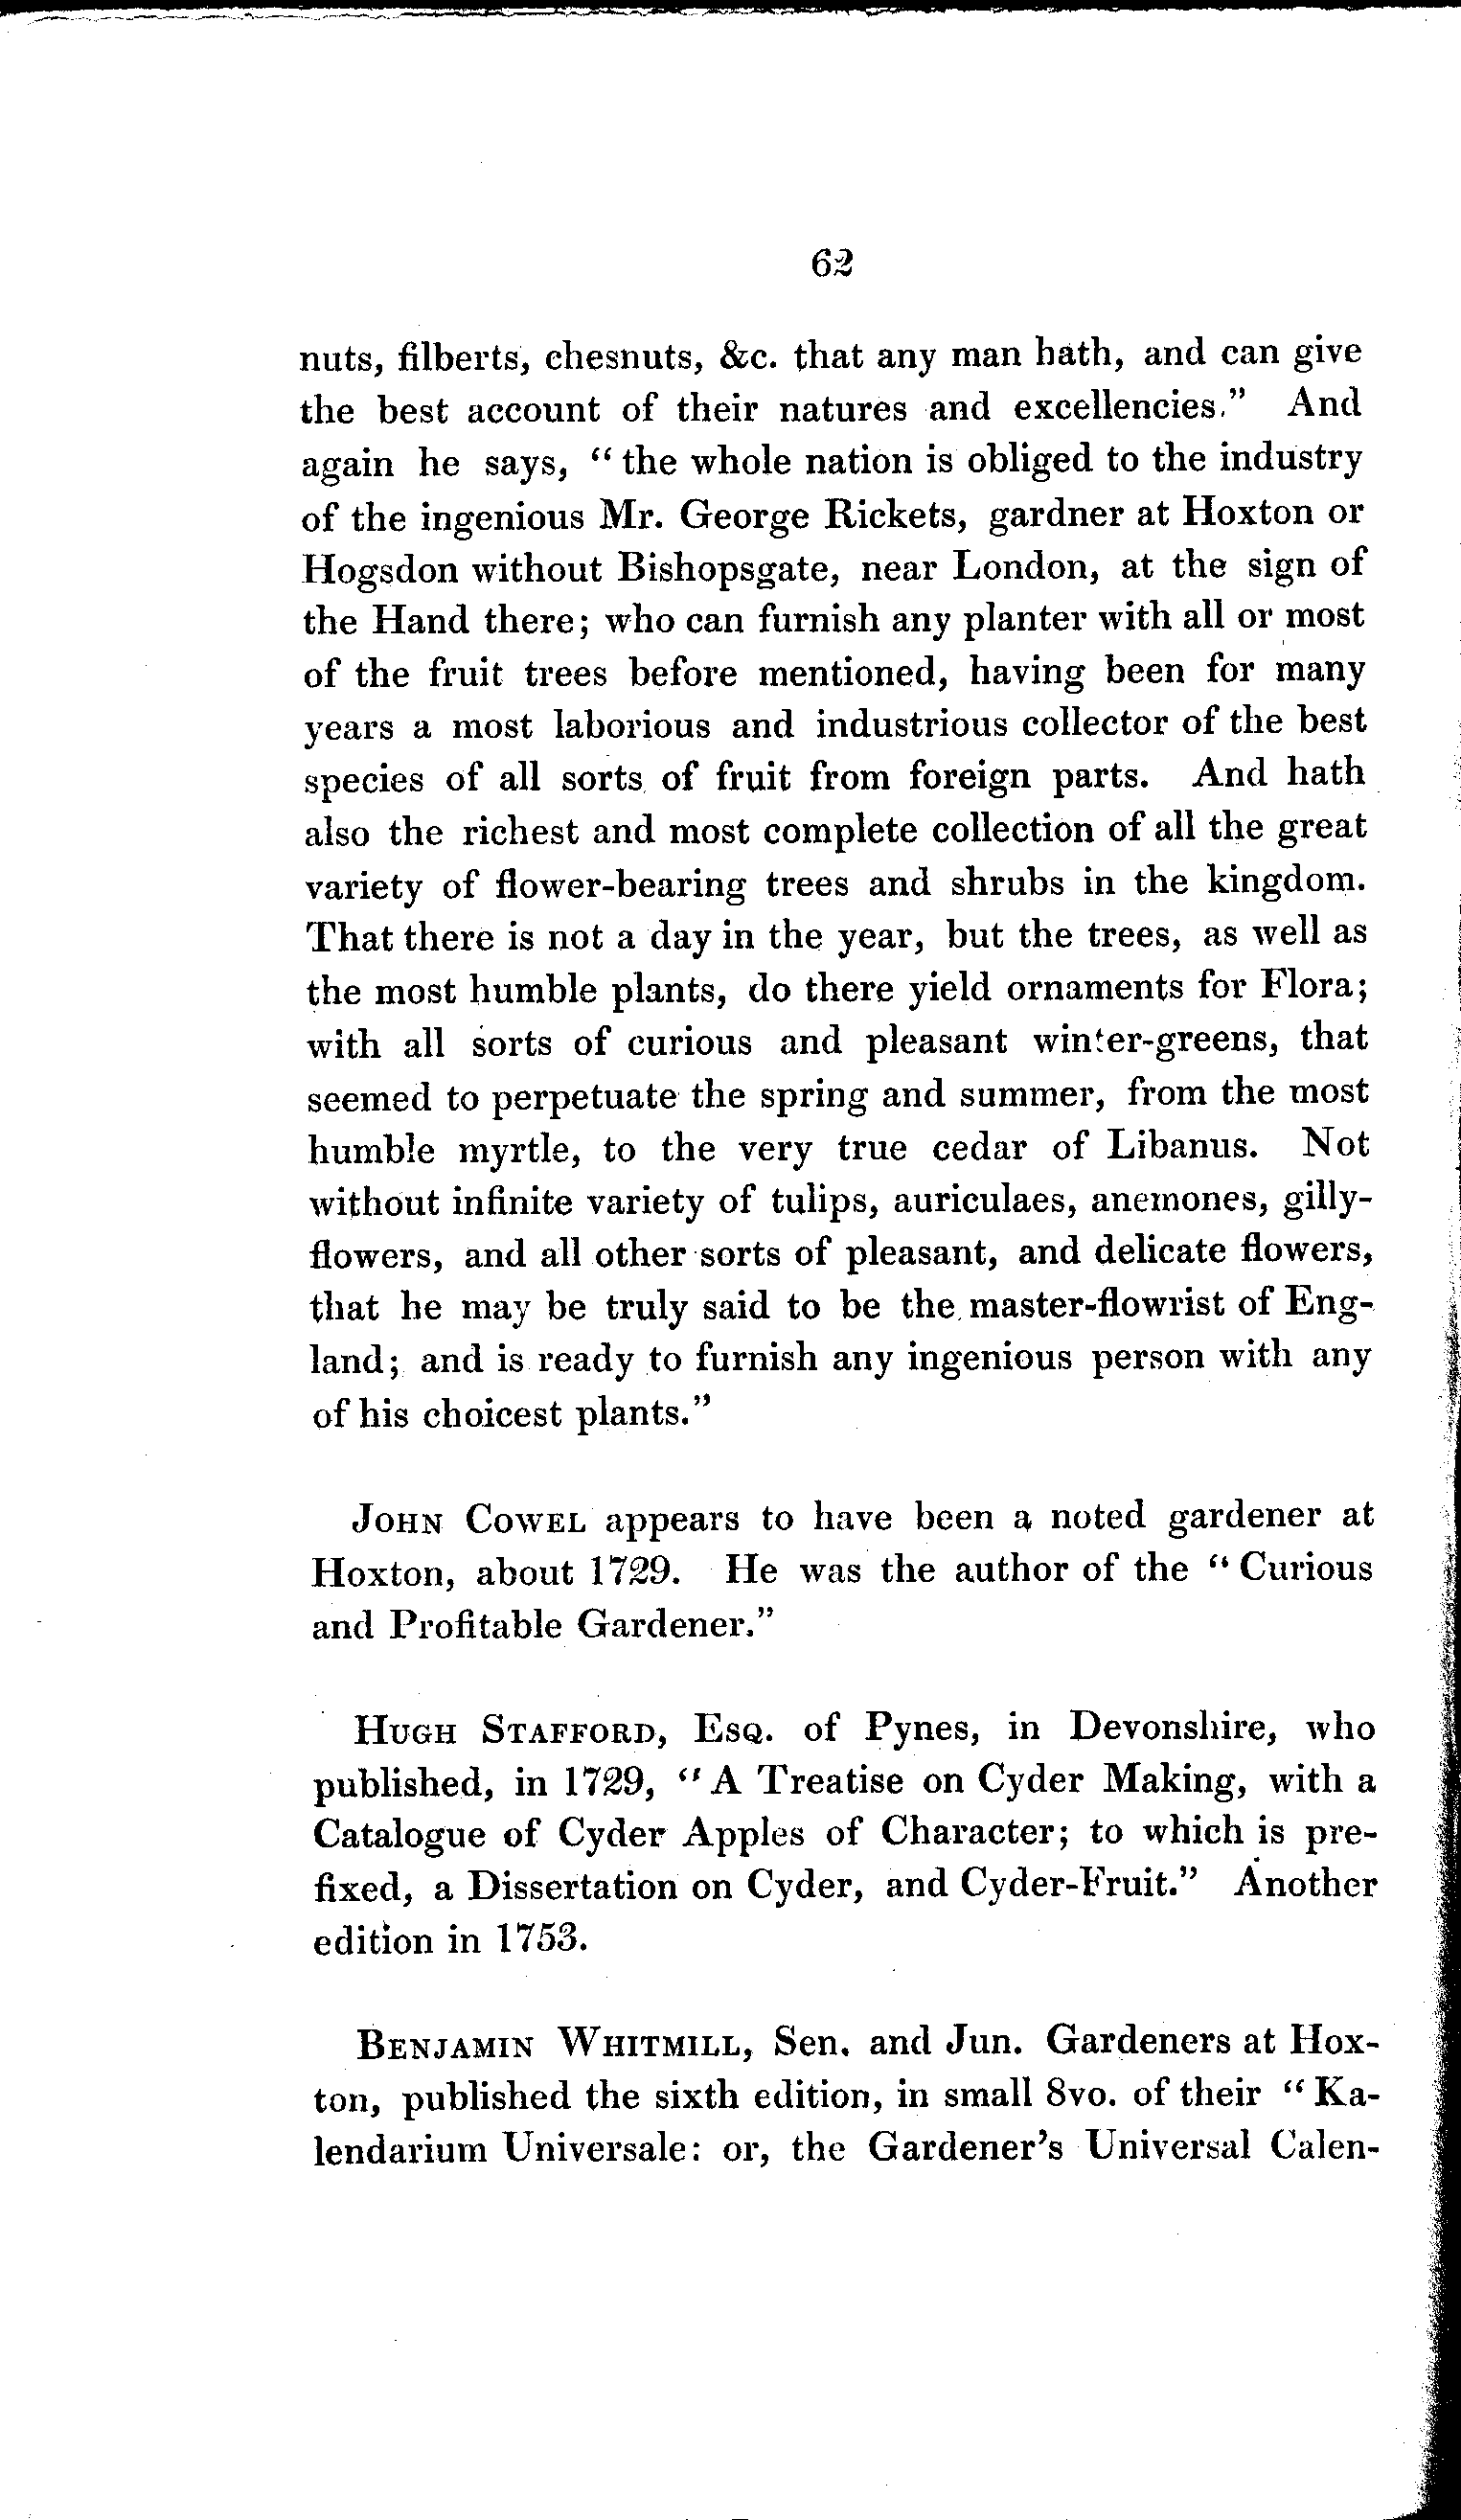 62
nuts, filberts, chesnuts, &c. that any man hath, and can give
the best account of their natures and excellencies." And
again he says, "the whole nation is obliged to the industry
of the ingenious Mr. George Rickets, gardner at Hoxton or
Hogsdon without Bishopsgate, near London, at the sign of
the Hand there; who can furnish any planter with all or most
of the fruit trees before mentioned, having been for many
years a most laborious and industrious collector of the best
species of all sorts of fruit from foreign parts. And hath
also the richest and most complete collection of all the great
variety of flower-bearing trees and shrubs in the kingdom.
That there is not a day in the year, but the trees, as well as
the most humble plants, do there yield ornaments for Flora;
with all sorts of curious and pleasant winter-greens, that
seemed to perpetuate the spring and summer, from the most
humble myrtle, to the very true cedar of Libanus. Not
without infinite variety of tulips, auriculaes, anemones, gilly-
flowers, and all other sorts of pleasant, and delicate flowers,
that he may be truly said to be the master-flowrist of Eng-
land; and is ready to furnish any ingenious person with any
of his choicest plants."
JOHN COWEL appears to have been a noted gardener at
Hoxton, about 1729. He was the author of the "Curious
and Profitable Gardener."
HUGH STAFFORD, ESQ. of Pynes, in Devonshire, who
published, in 1729, "A Treatise on Cyder Making, with a
Catalogue of Cyder Apples of Character; to which is pre-
fixed, a Dissertation on Cyder, and Cyder-Fruit." Another
edition in 1753.
BENJAMIN WHITMILL, Sen. and Jun. Gardeners at Hox-
ton, published the sixth edition, in small 8vo. of their "Ka-
lendarium Universale: or, the Gardener's Universal Calen-